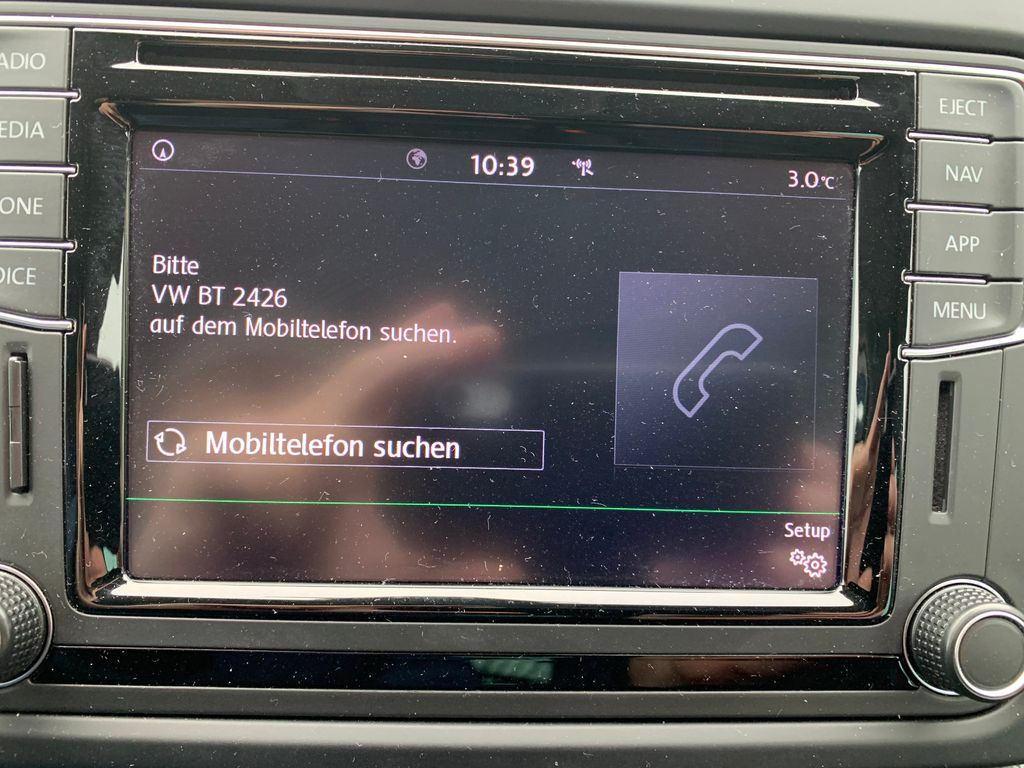 ADIO
EDIA
ONE
OICE
10:39
3.0°C
Bitte
VW BT 2426
auf dem Mobiltelefon suchen.
Mobiltelefon suchen
Setup
EJECT
NAV
APP
MENU